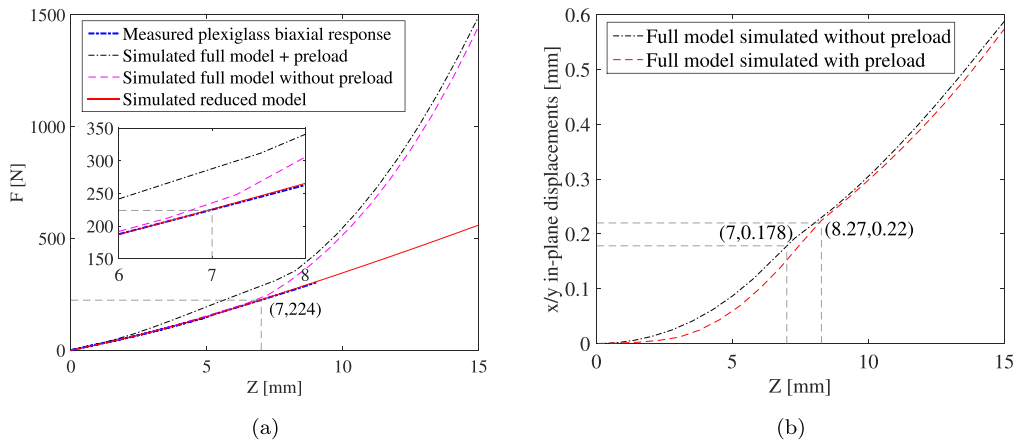 1500
1000
500
0
F [N]
Measured plexiglass biaxial response
Simulated full model + preload
Simulated full model without preload
Simulated reduced model
350
300
250
200
150
6 7 8
(7,224)
0 5 10 15
Z [mm]
(a)
0.6
0.5
0.4
0.3
0.2
0.1
0
x/y in-plane displacements [mm]
Full model simulated without preload
Full model simulated with preload
(7,0.178)
(8.27,0.22)
0 5 10 15
Z [mm]
(b)